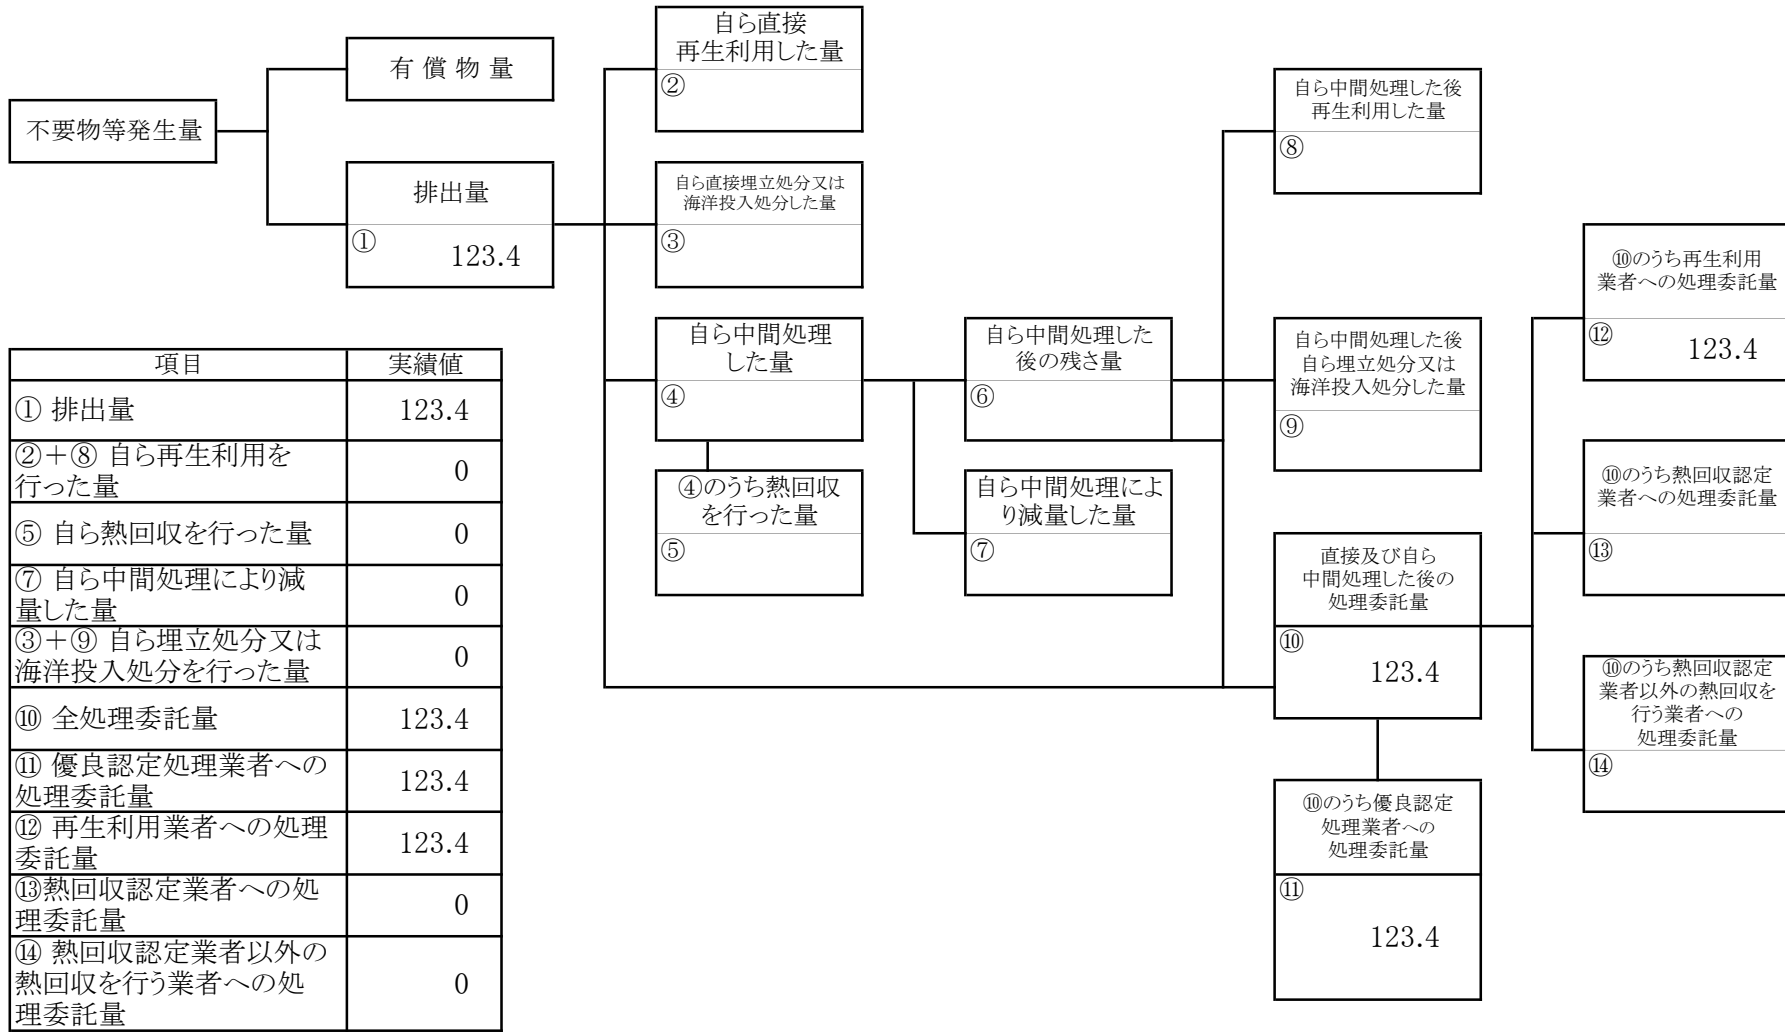 不要物等発生量
有 償 物 量
排出量
①
123.4
自ら直接
再生利用した量
②
自ら直接埋立処分又は
海洋投入処分した量
③
自ら中間処理
した量
④
④のうち熱回収
を行った量
⑤
自ら中間処理した
後の残さ量
⑥
自ら中間処理によ
り減量した量
⑦
自ら中間処理した後
再生利用した量
⑧
自ら中間処理した後
自ら埋立処分又は
海洋投入処分した量
⑨
直接及び自ら
中間処理した後の
処理委託量
⑩
123.4
⑩のうち優良認定
処理業者への
処理委託量
⑪
123.4
⑩のうち再生利用
業者への処理委託量
⑫
123.4
⑩のうち熱回収認定
業者への処理委託量
⑬
⑩のうち熱回収認定
業者以外の熱回収を
行う業者への
処理委託量
⑭
項目 実績値
① 排出量 123.4
②＋⑧ 自ら再生利用を
行った量 0
⑤ 自ら熱回収を行った量 0
⑦ 自ら中間処理により減
量した量 0
③＋⑨ 自ら埋立処分又は
海洋投入処分を行った量 0
⑩ 全処理委託量 123.4
⑪ 優良認定処理業者への
処理委託量 123.4
⑫ 再生利用業者への処理
委託量 123.4
⑬熱回収認定業者への処
理委託量 0
⑭ 熱回収認定業者以外の
熱回収を行う業者への処
理委託量 0